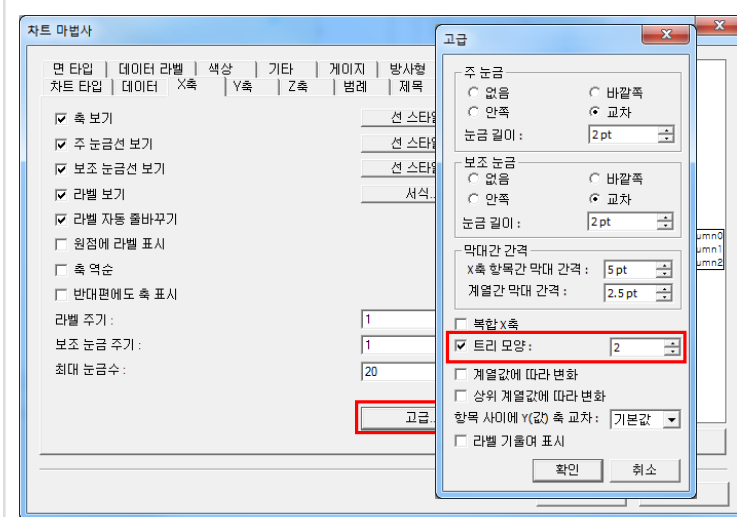 차트 마법사
면 타입 데이터 라벨 색상 기타 게이지 방사형
차트 타입 데이터 X축 Y축 Z축 범례 제목
축 보기
주 눈금선 보기
보조 눈금선 보기
라벨 보기
라벨 자동 줄바꾸기
원점에 라벨 표시
축 역순
반대편에도 축 표시
선 스타일
선 스타일
선 스타일
서식..
라벨 주기 : 1
보조 눈금 주기 : 1
최대 눈금수 : 20
고급..
umn0
umn1
umn2
고급
주 눈금
없음 바깥쪽
안쪽 교차
눈금 길이 : 2 pt
보조 눈금
없음 바깥쪽
안쪽 교차
눈금 길이 : 2 pt
막대간 간격
X축 항목간 막대 간격 : 5 pt
계열간 막대 간격 : 2.5 pt
복합 X축
트리 모양 : 2
계열값에 따라 변화
상위 계열값에 따라 변화
항목 사이에 Y(값) 축 교차 : 기본값
라벨 기울여 표시
확인 취소